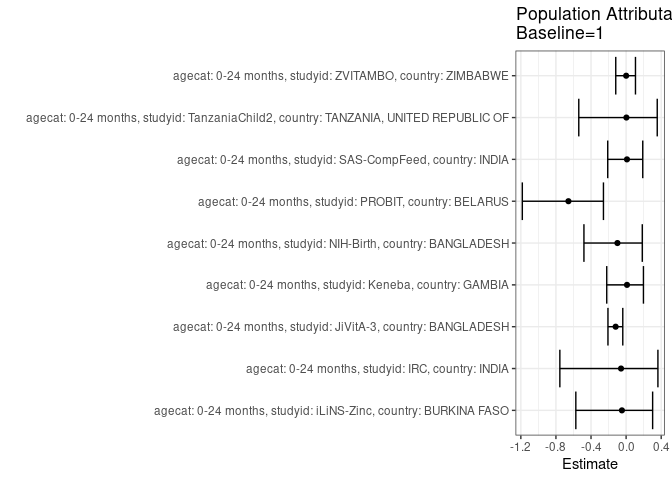 Population Attributa
Baseline=1
agecat: 0-24 months, studyid: ZVITAMBO, country: ZIMBABWE
agecat: 0-24 months, studyid: TanzaniaChild2, country: TANZANIA, UNITED REPUBLIC OF
agecat: 0-24 months, studyid: SAS-CompFeed, country: INDIA
agecat: 0-24 months, studyid: PROBIT, country: BELARUS
agecat: 0-24 months, studyid: NIH-Birth, country: BANGLADESH
agecat: 0-24 months, studyid: Keneba, country: GAMBIA
agecat: 0-24 months, studyid: JiVitA-3, country: BANGLADESH
agecat: 0-24 months, studyid: IRC, country: INDIA
agecat: 0-24 months, studyid: iLiNS-Zinc, country: BURKINA FASO
-1.2 -0.8 -0.4 0.0 0.4
Estimate